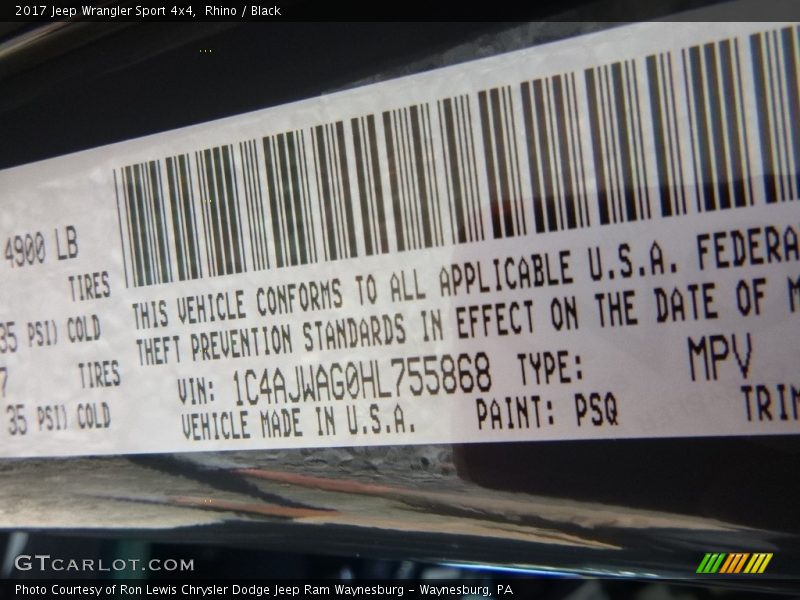 2017 Jeep Wrangler Sport 4x4, Rhino / Black
4900 LB
TIRES
35 PSI) COLD
TIRES
35 PSI) COLD
THIS VEHICLE CONFORMS TO ALL APPLICABLE U.S.A. FEDERA
THEFT PREVENTION STANDARDS IN EFFECT ON THE DATE OF M
VIN: 1C4AJWAG0HL755868 TYPE: MPV
VEHICLE MADE IN U.S.A. PAINT: PSQ TRIM
GTCARLOT.COM
Photo Courtesy of Ron Lewis Chrysler Dodge Jeep Ram Waynesburg – Waynesburg, PA